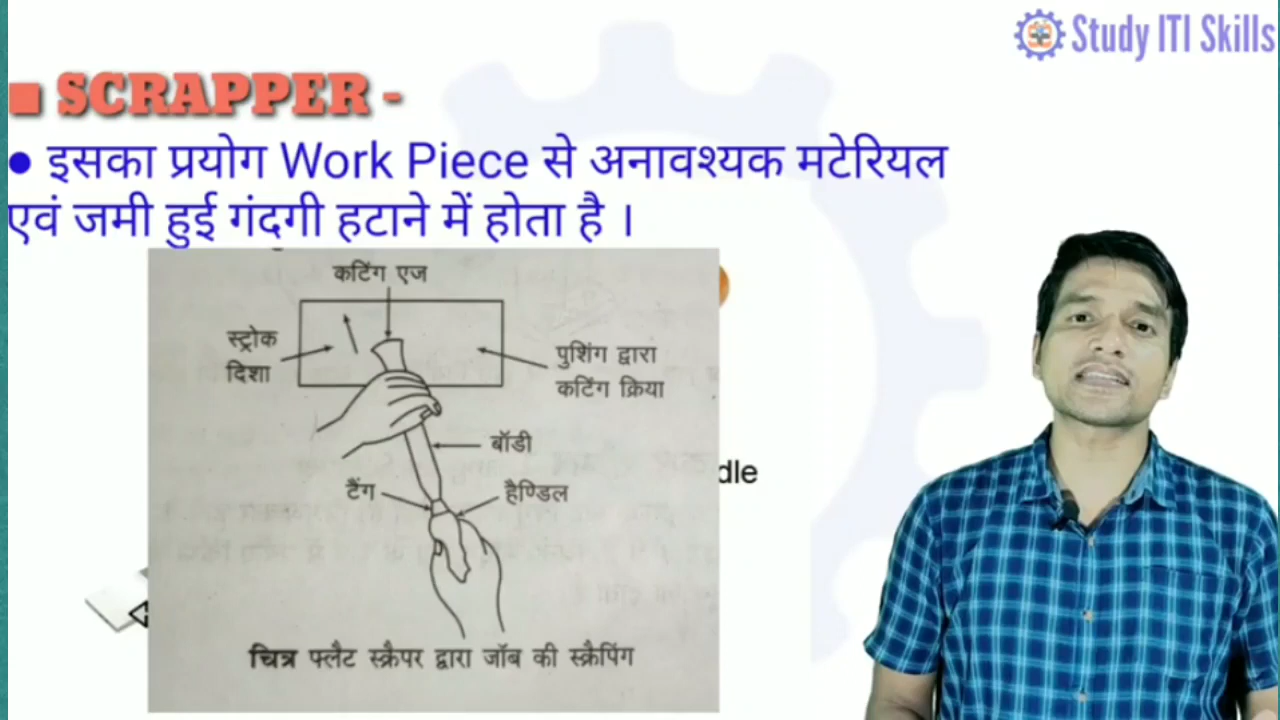 Study ITI Skills
SCRAPPER -
● इसका प्रयोग Work Piece से अनावश्यक मटेरियल
एवं जमी हुई गंदगी हटाने में होता है ।
कटिंग एज
स्ट्रोक
दिशा
पुशिंग द्वारा
कटिंग क्रिया
बॉडी
टैंग
हैण्डिल
dle
चित्र फ्लैट स्क्रैपर द्वारा जॉब की स्क्रैपिंग